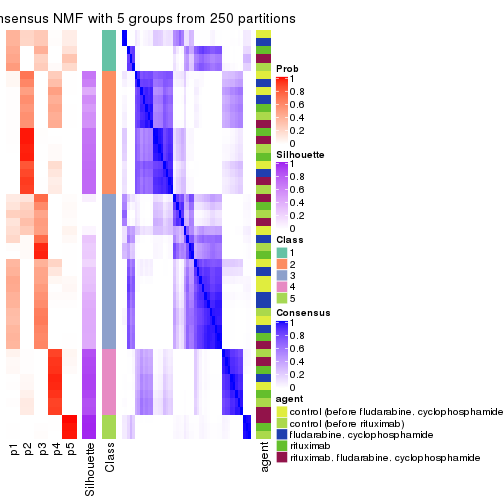 nsensus NMF with 5 groups from 250 partitions
Prob
1
0.8
0.6
0.4
0.2
0
Silhouette
1
0.8
0.6
0.4
0.2
0
Class
1
2
3
4
5
Consensus
1
0.8
0.6
0.4
0.2
0
agent
control (before fludarabine, cyclophosphamide
control (before rituximab)
fludarabine, cyclophosphamide
rituximab
rituximab, fludarabine, cyclophosphamide
p1
p2
p3
p4
p5
Silhouette
Class
agent